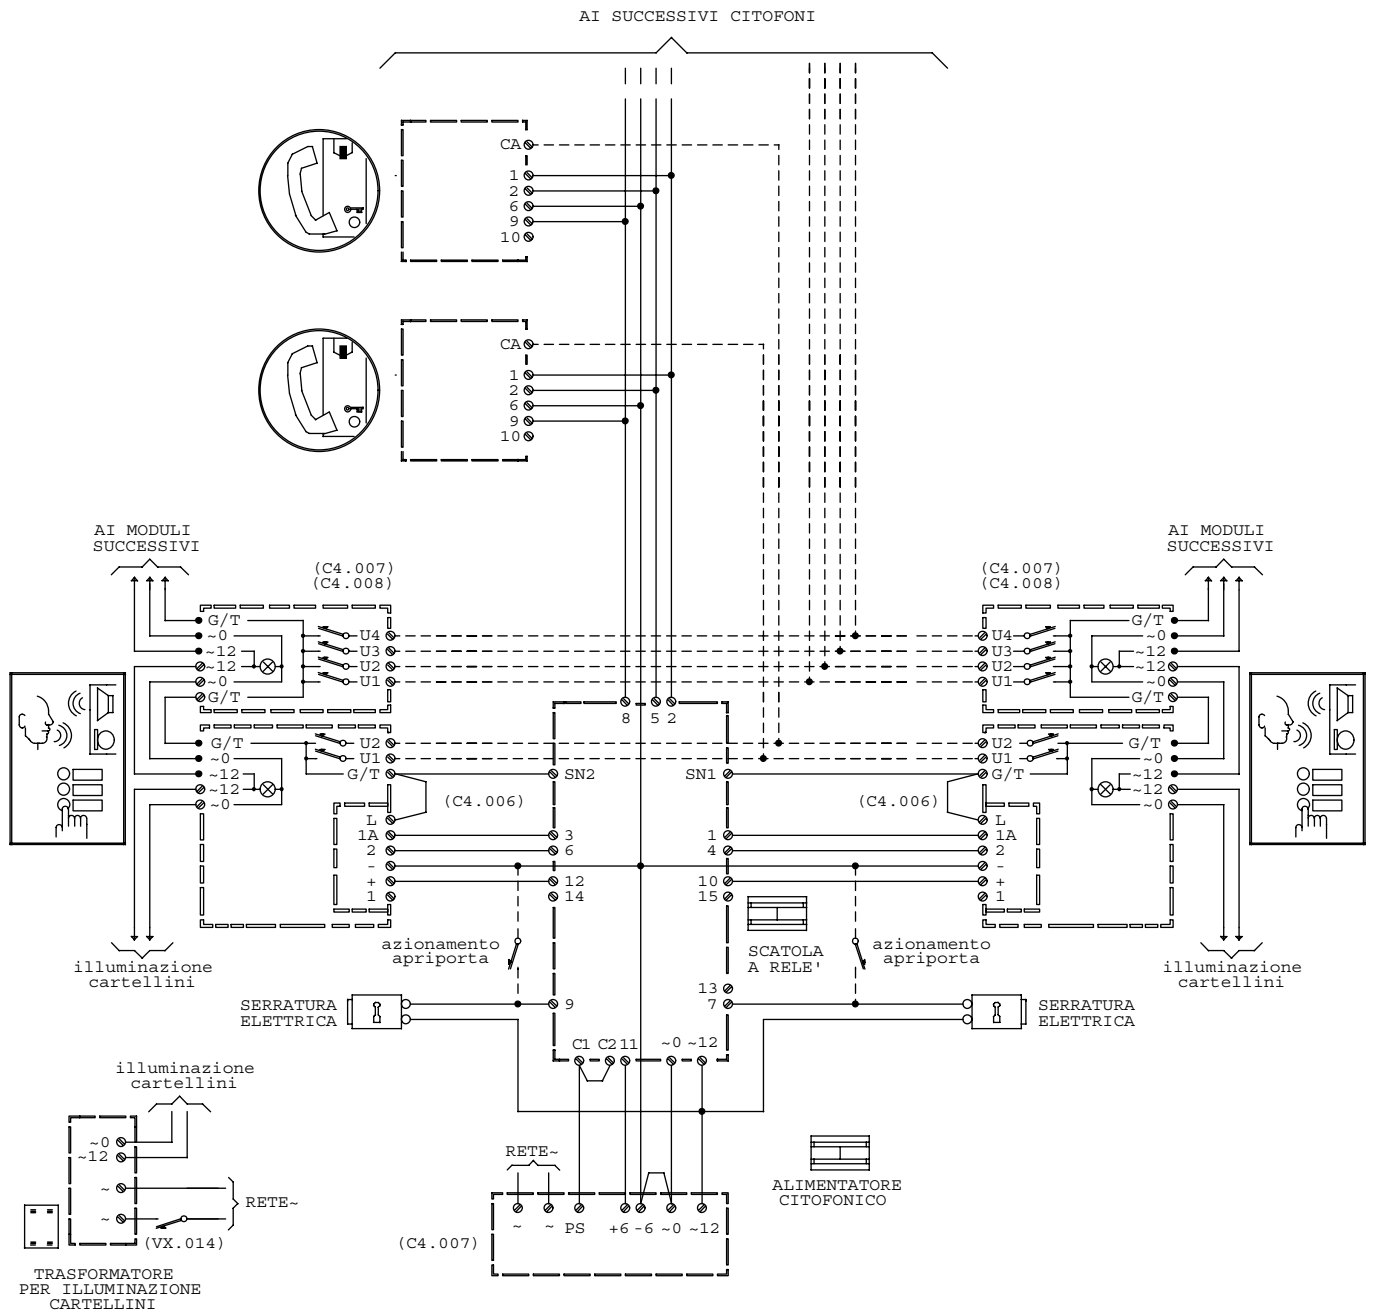 AI SUCCESSIVI CITOFONI
CA
1
2
6
9
10
CA
1
2
6
9
10
AI MODULI
SUCCESSIVI
AI MODULI
SUCCESSIVI
(C4.007)
(C4.008)
(C4.007)
(C4.008)
G/T
~0
~12
~12
~0
G/T
U4
U3
U2
U1
U4
U3
U2
U1
G/T
~0
~12
~12
~0
G/T
8 5 2
G/T
~0
~12
~12
~0
U2
U1
G/T
SN2
SN1
U2
U1
G/T
G/T
~0
~12
~12
~0
(C4.006)
(C4.006)
L
1A
2
-
+
1
3
6
12
14
1
4
10
15
L
1A
2
-
+
1
azionamento
apriporta
SCATOLA
A RELE'
azionamento
apriporta
illuminazione
cartellini
illuminazione
cartellini
13
9
7
SERRATURA
ELETTRICA
SERRATURA
ELETTRICA
C1 C2 11 ~0 ~12
illuminazione
cartellini
~0
~12
~
~
RETE~
(VX.014)
TRASFORMATORE
PER ILLUMINAZIONE
CARTELLINI
RETE~
~ ~ PS +6 -6 ~0 ~12
(C4.007)
ALIMENTATORE
CITOFONICO